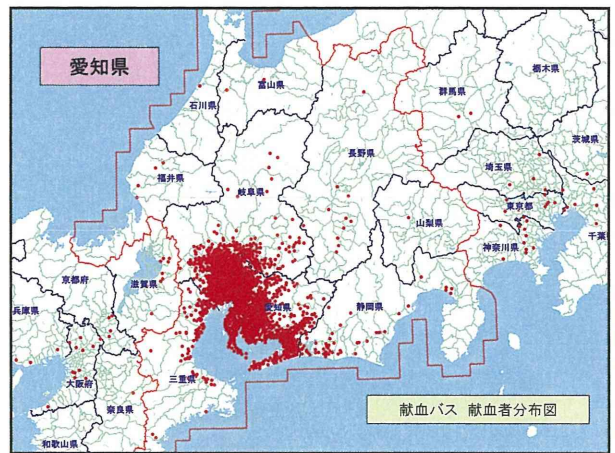 愛知県
栃木県
群馬県
富山県
石川県
茨城県
長野県
埼玉県
福井県
岐阜県
東京都
山梨県
千葉
神奈川県
京都府
滋賀県
兵庫県
愛知県
静岡県
三重県
大阪府
奈良県
和歌山県
献血バス 献血者分布図